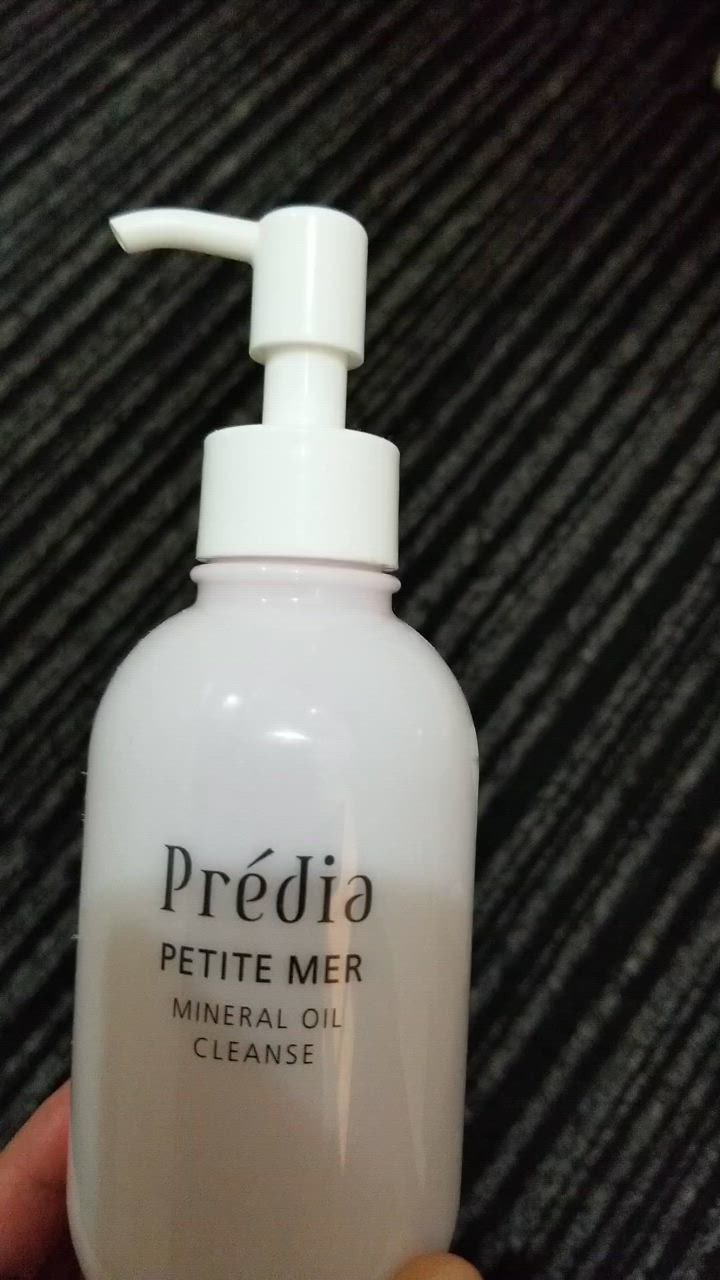 Prédia
PETITE MER
MINERAL OIL
CLEANSE